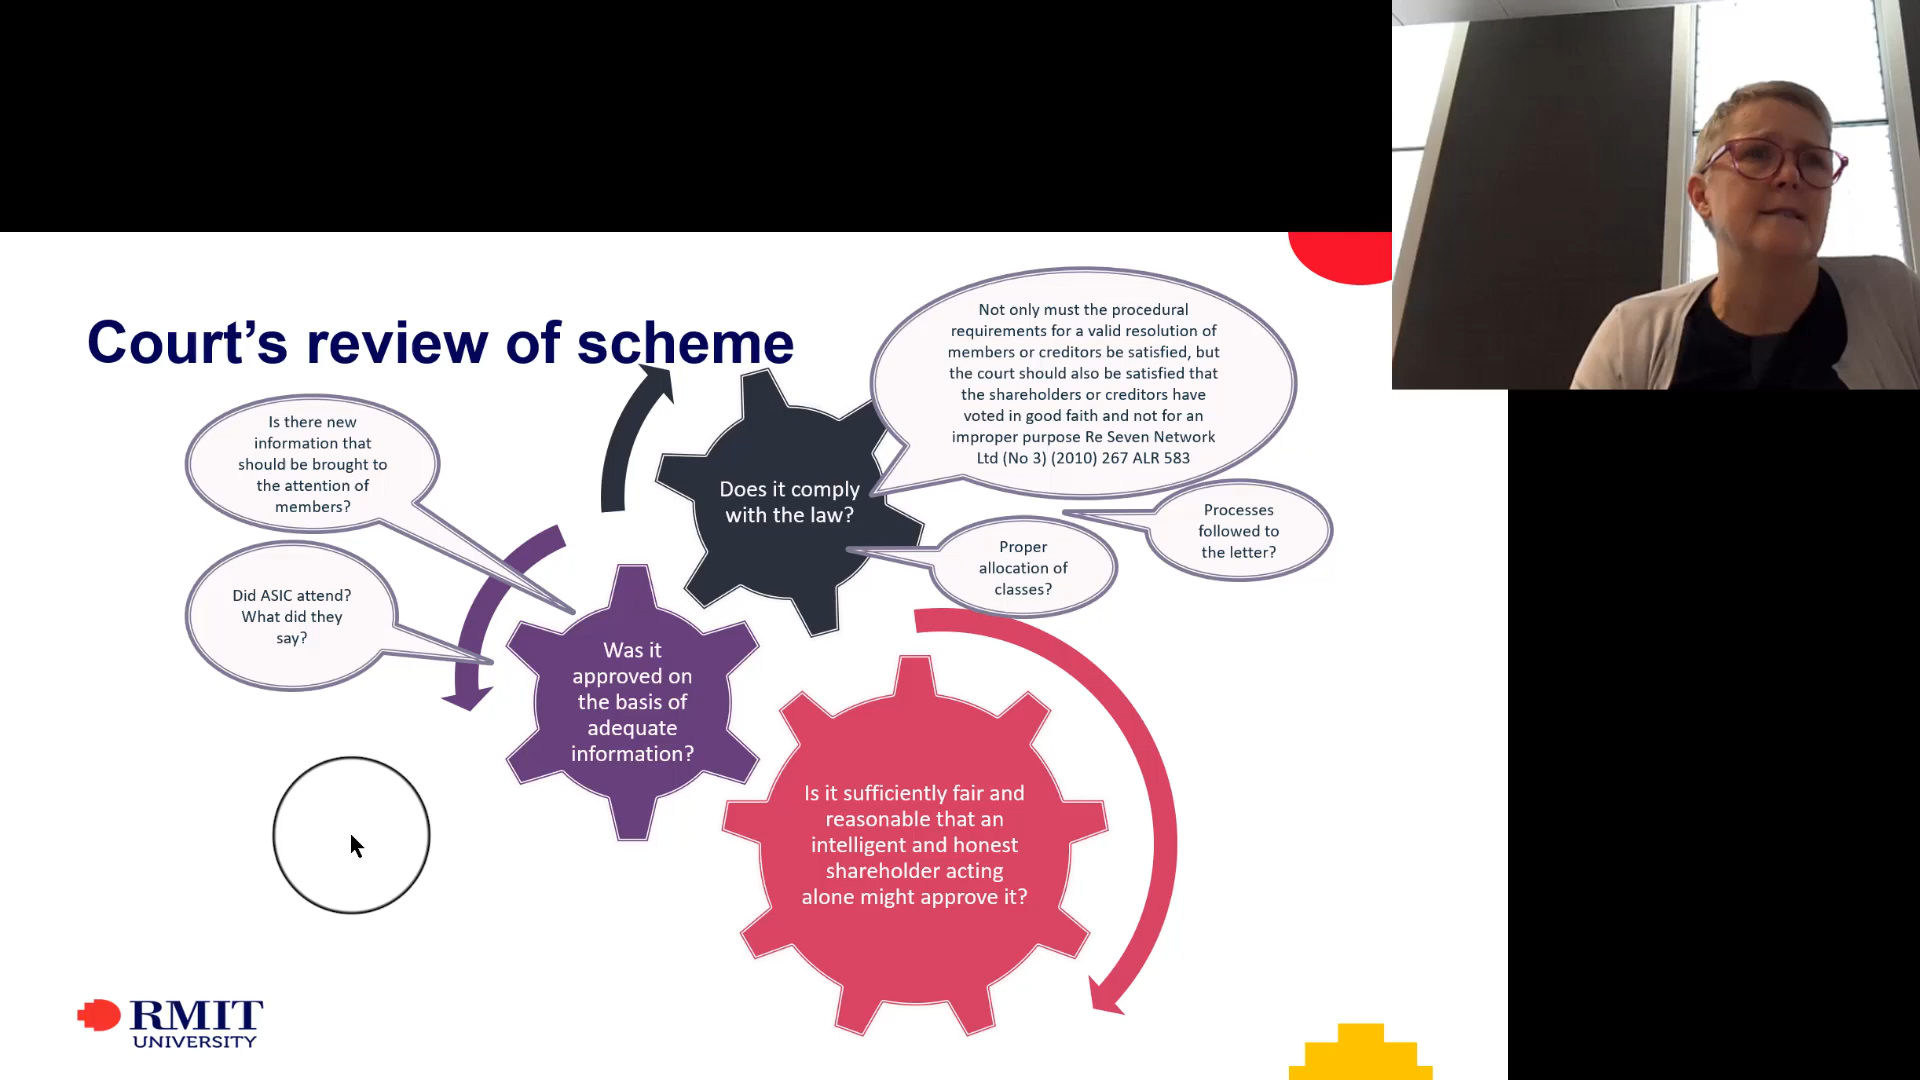 Court's review of scheme
Not only must the procedural
requirements for a valid resolution of
members or creditors be satisfied, but
the court should also be satisfied that
the shareholders or creditors have
voted in good faith and not for an
improper purpose Re Seven Network
Ltd (No 3) (2010) 267 ALR 583
Is there new
information that
should be brought to
the attention of
members?
Does it comply
with the law?
Processes
followed to
the letter?
Proper
allocation of
classes?
Did ASIC attend?
What did they
say?
Was it
approved on
the basis of
adequate
information?
Is it sufficiently fair and
reasonable that an
intelligent and honest
shareholder acting
alone might approve it?
RMIT
UNIVERSITY